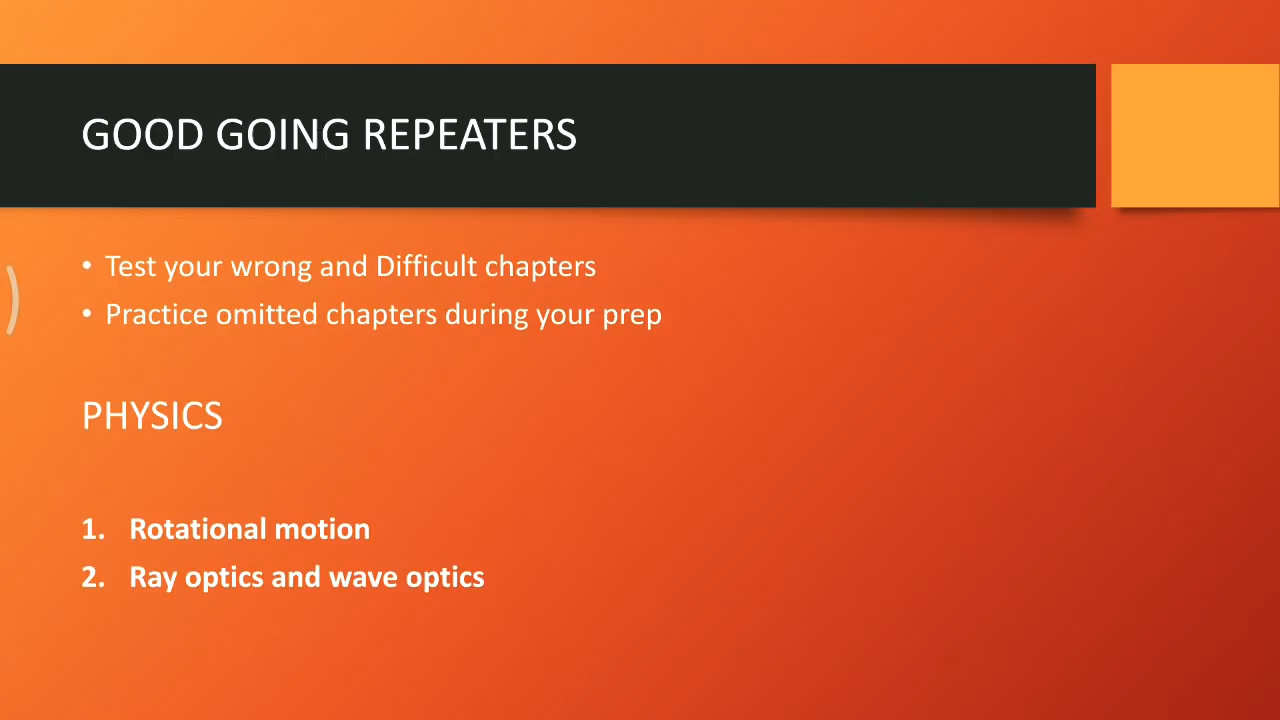 GOOD GOING REPEATERS
• Test your wrong and Difficult chapters
• Practice omitted chapters during your prep
PHYSICS
1. Rotational motion
2. Ray optics and wave optics